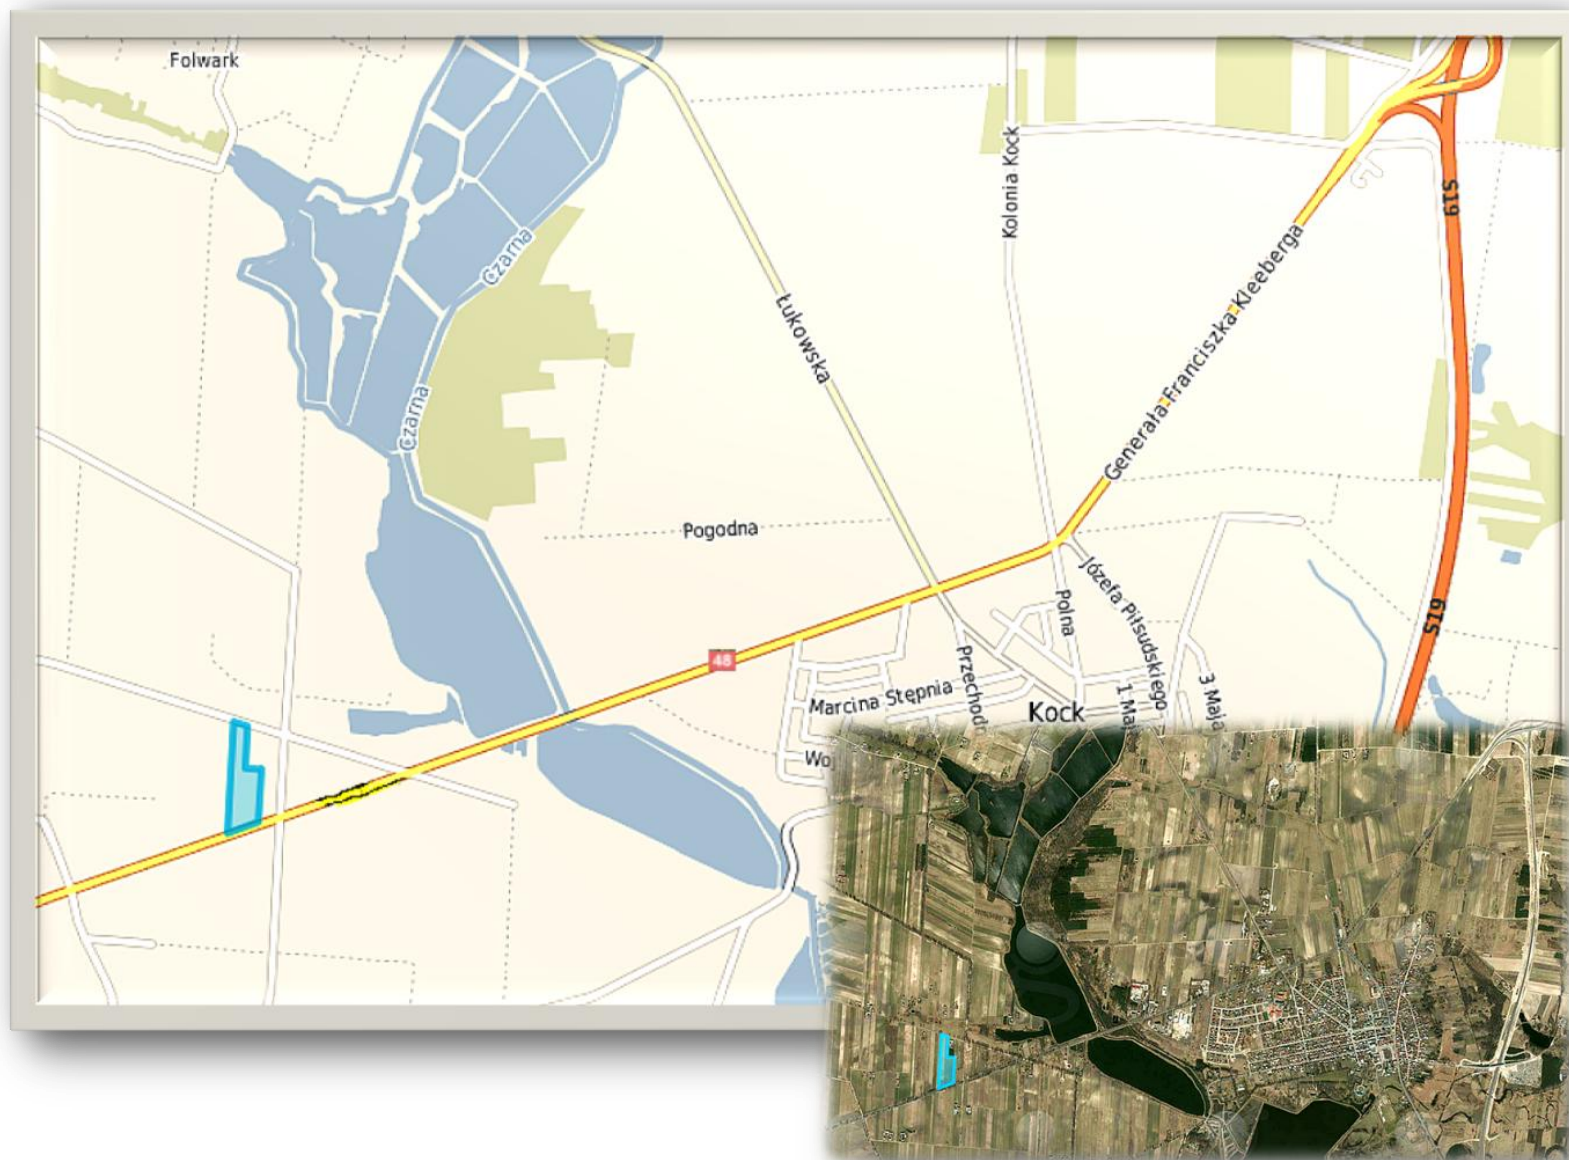 Folwark
Kolonia Kock
S19
Czarna
Generała Franciszka Kleeberga
Łukowska
Czarna
Pogodna
Józefa Piłsudskiego
Polna
S19
48
Przechod
Marcina Stępnia
3 Maja
1 Maj
Kock
Woj